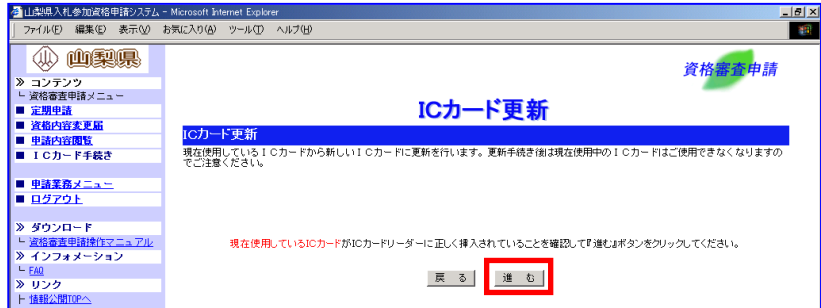 山梨県入札参加資格申請システム - Microsoft Internet Explorer
ファイル(F) 編集(E) 表示(V) お気に入り(A) ツール(T) ヘルプ(H)
山梨県
資格審査申請
≫ コンテンツ
└ 資格審査申請メニュー
■ 定期申請
■ 資格内容変更届
■ 申請内容閲覧
■ ICカード手続き
■ 申請業務メニュー
■ ログアウト
≫ ダウンロード
└ 資格審査申請操作マニュアル
≫ インフォメーション
└ FAQ
≫ リンク
├ 情報公開TOPへ
ICカード更新
ICカード更新
現在使用しているICカードから新しいICカードに更新を行います。更新手続き後は現在使用中のICカードはご使用できなくなりますの
でご注意ください。
現在使用しているICカードがICカードリーダーに正しく挿入されていることを確認して『進む』ボタンをクリックしてください。
戻 る 進 む